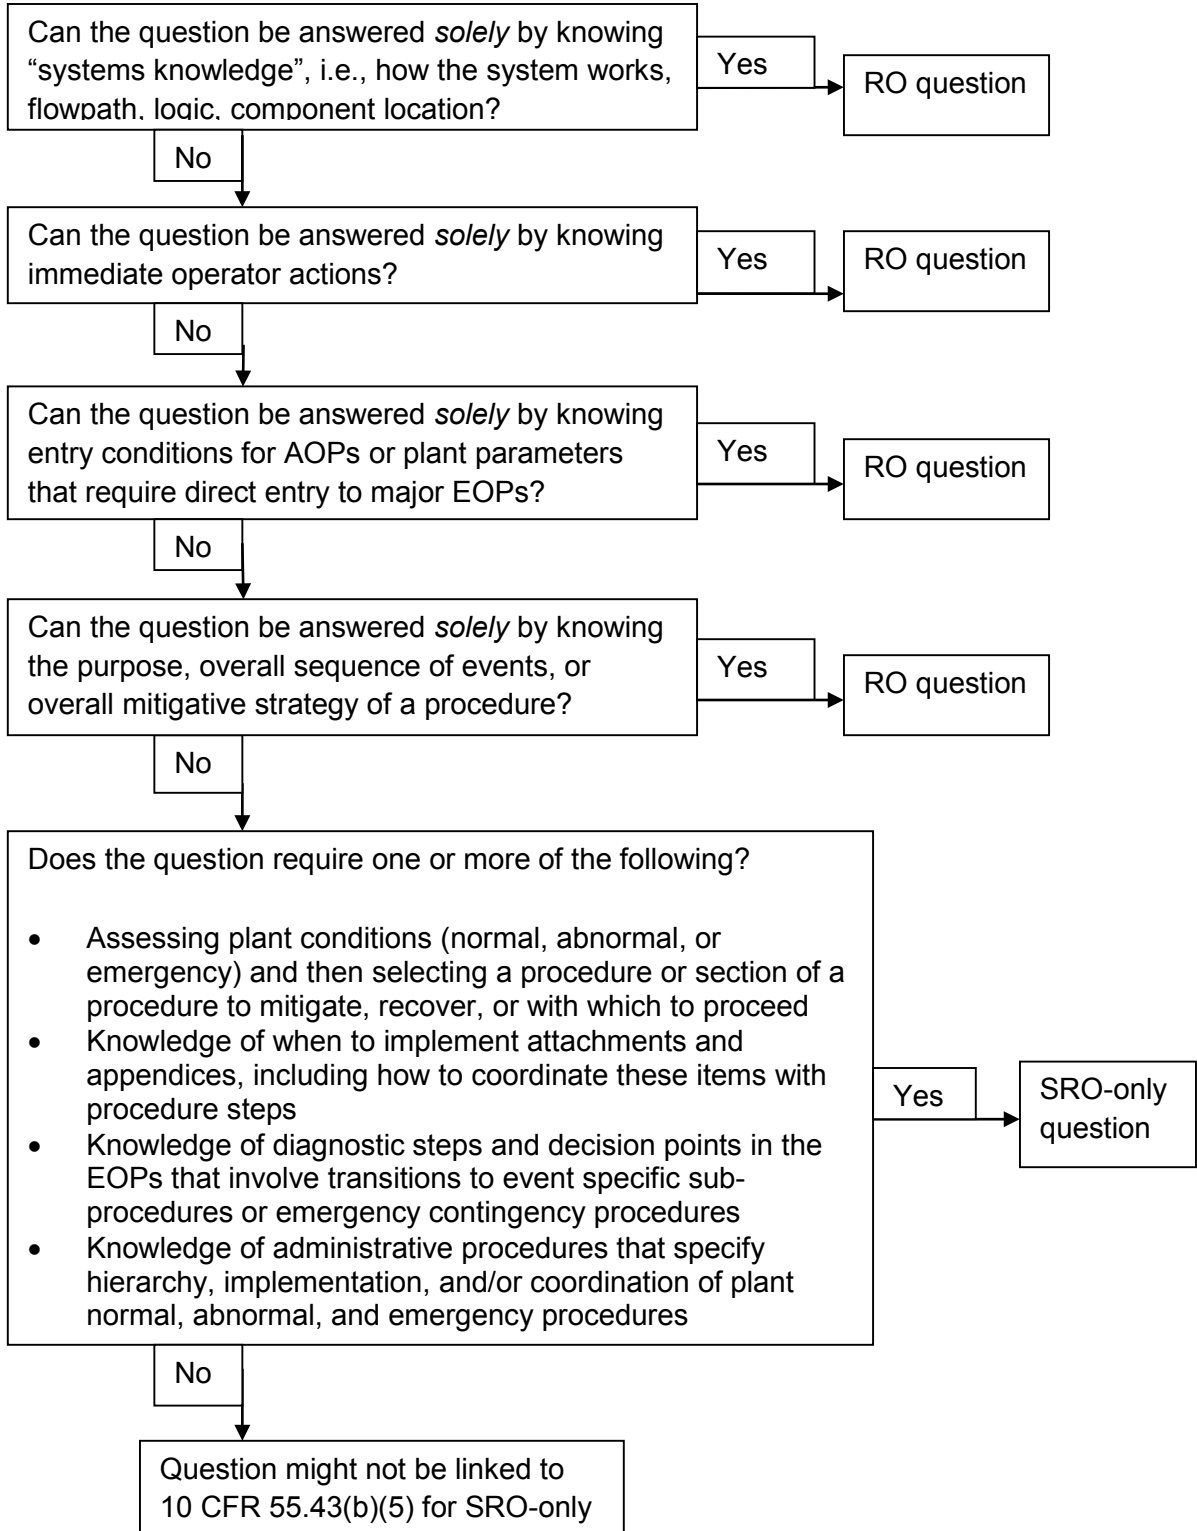 Can the question be answered solely by knowing
“systems knowledge”, i.e., how the system works,
flowpath, logic, component location?
Yes
RO question
No
Can the question be answered solely by knowing
immediate operator actions?
Yes
RO question
No
Can the question be answered solely by knowing
entry conditions for AOPs or plant parameters
that require direct entry to major EOPs?
Yes
RO question
No
Can the question be answered solely by knowing
the purpose, overall sequence of events, or
overall mitigative strategy of a procedure?
Yes
RO question
No
Does the question require one or more of the following?
• Assessing plant conditions (normal, abnormal, or
emergency) and then selecting a procedure or section of a
procedure to mitigate, recover, or with which to proceed
• Knowledge of when to implement attachments and
appendices, including how to coordinate these items with
procedure steps
• Knowledge of diagnostic steps and decision points in the
EOPs that involve transitions to event specific sub-
procedures or emergency contingency procedures
• Knowledge of administrative procedures that specify
hierarchy, implementation, and/or coordination of plant
normal, abnormal, and emergency procedures
Yes
SRO-only
question
No
Question might not be linked to
10 CFR 55.43(b)(5) for SRO-only